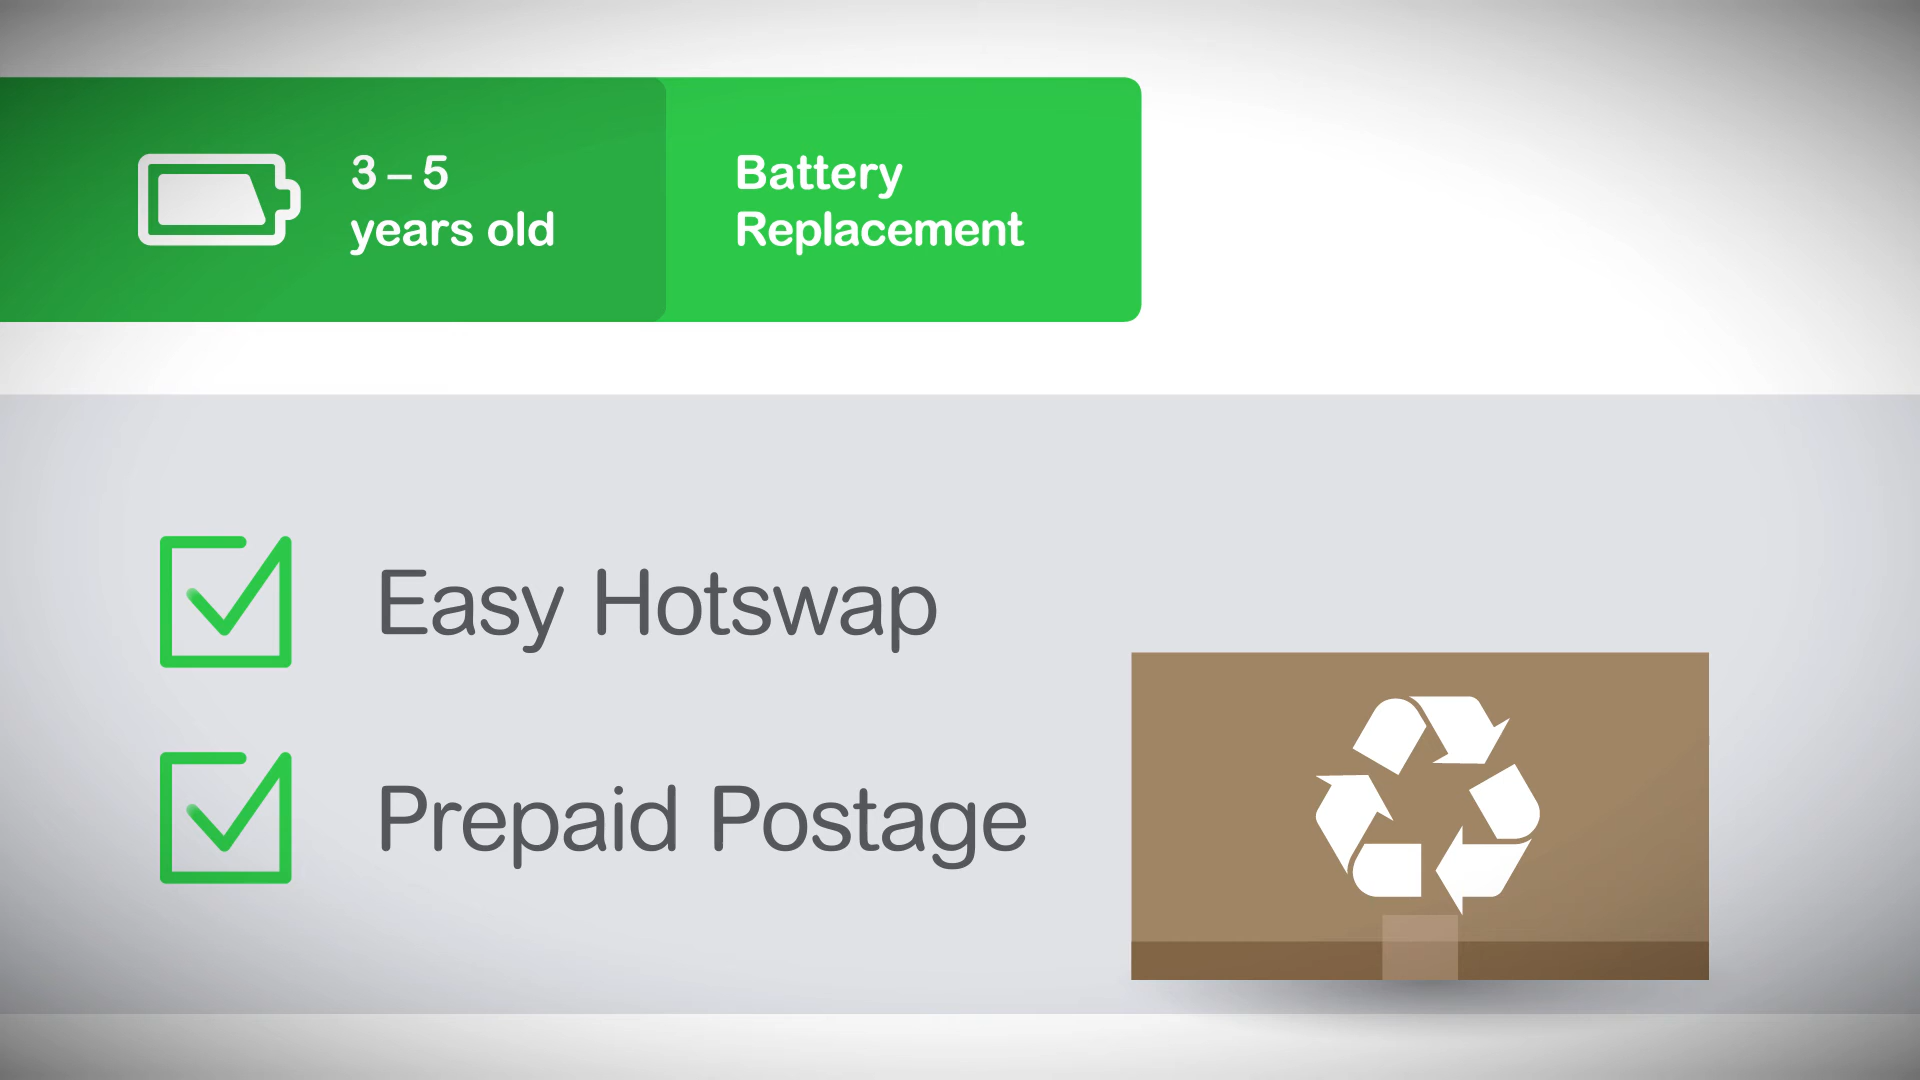 3 – 5
years old
Battery
Replacement
Easy Hotswap
Prepaid Postage